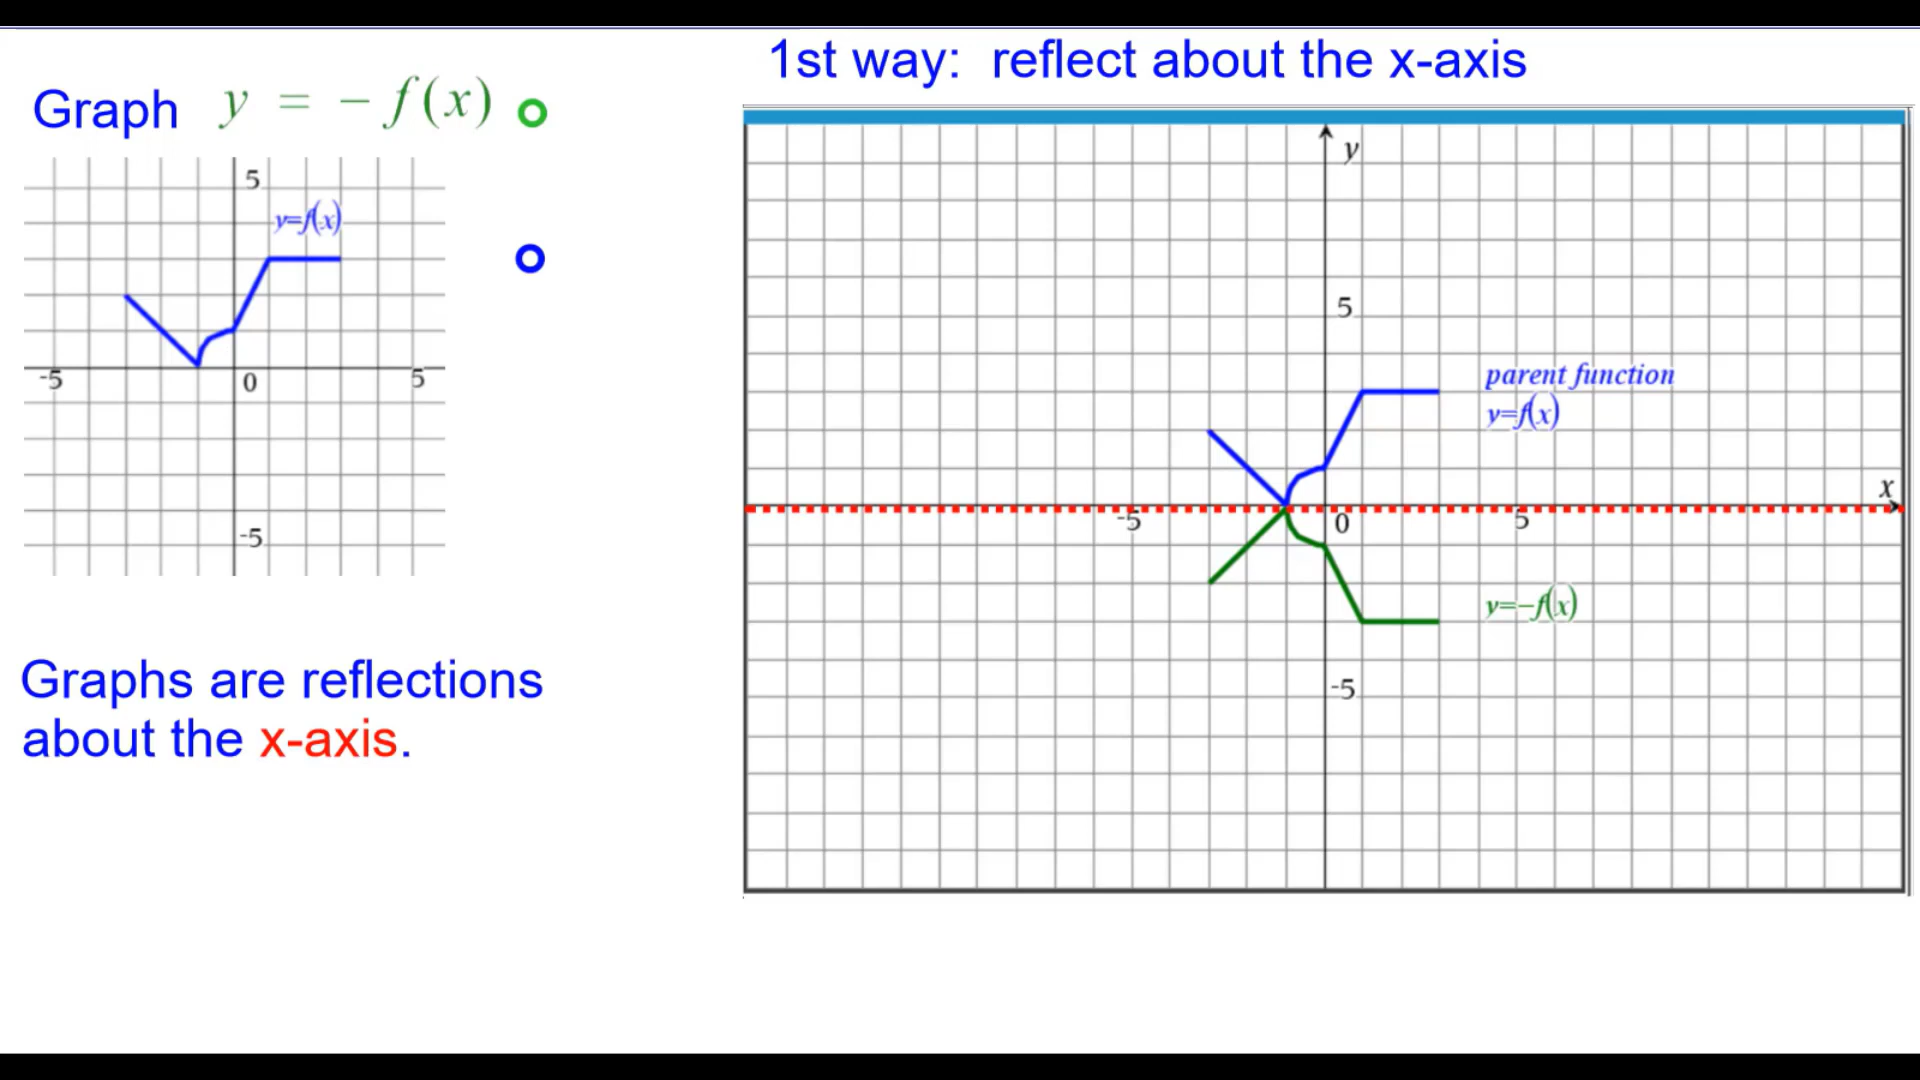 1st way: reflect about the x-axis
Graph y = − f(x)
5
y=f(x)
-5
0
5
-5
y
5
parent function
y=f(x)
x
-5
0
5
y=−f(x)
-5
Graphs are reflections
about the x-axis.